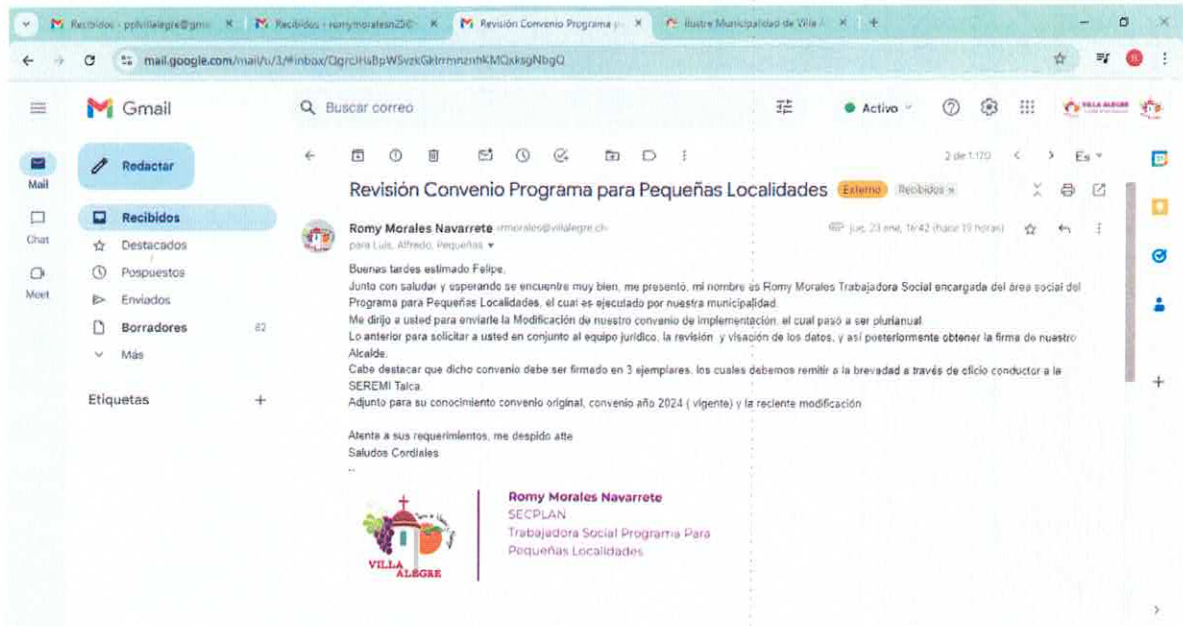 Recibidos - pplvillalegre@gm
Recibidos - romymoralesn25@
Revisión Convenio Programa p
Ilustre Municipalidad de Villa
mail.google.com/mail/u/3/#inbox/
Gmail
Buscar correo
Activo
VILLA ALEGRE
Redactar
2 de 1.170
Es
Mail
Revisión Convenio Programa para Pequeñas Localidades Externo Recibidos x
Recibidos
Romy Morales Navarrete <rmorales@villalegre.cl>
jue, 23 ene, 16:42 (hace 19 horas)
Chat
Destacados
para Luis, Alfredo, Pequeñas
Pospuestos
Buenas tardes estimado Felipe,
Meet
Enviados
Junto con saludar y esperando se encuentre muy bien, me presentó, mi nombre es Romy Morales Trabajadora Social encargada del área social del
Programa para Pequeñas Localidades, el cual es ejecutado por nuestra municipalidad.
Borradores 82
Me dirijo a usted para enviarle la Modificación de nuestro convenio de implementación, el cual pasó a ser plurianual.
Más
Lo anterior para solicitar a usted en conjunto al equipo jurídico, la revisión y visación de los datos, y así posteriormente obtener la firma de nuestro
Alcalde.
Cabe destacar que dicho convenio debe ser firmado en 3 ejemplares, los cuales debemos remitir a la brevedad a través de oficio conductor a la
SEREMI Talca.
Etiquetas
Adjunto para su conocimiento convenio original, convenio año 2024 ( vigente) y la reciente modificación
Atenta a sus requerimientos, me despido atte
Saludos Cordiales
--
Romy Morales Navarrete
SECPLAN
Trabajadora Social Programa Para
Pequeñas Localidades
VILLA
ALEGRE